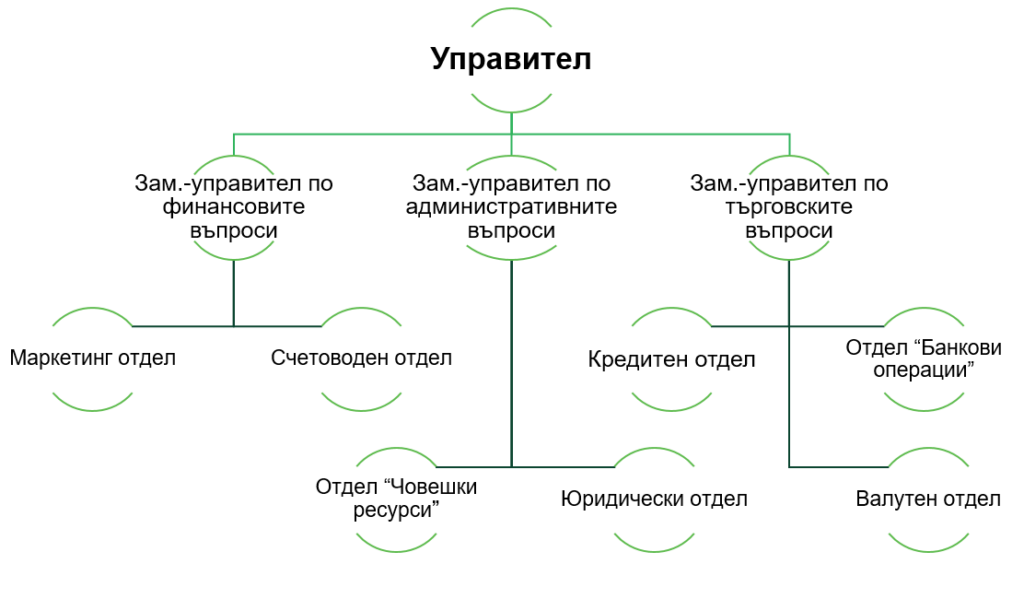 Управител
Зам.-управител по
финансовите
въпроси
Зам.-управител по
административните
въпроси
Зам.-управител по
търговските
въпроси
Маркетинг отдел
Счетоводен отдел
Кредитен отдел
Отдел “Банкови
операции”
Отдел “Човешки
ресурси”
Юридически отдел
Валутен отдел